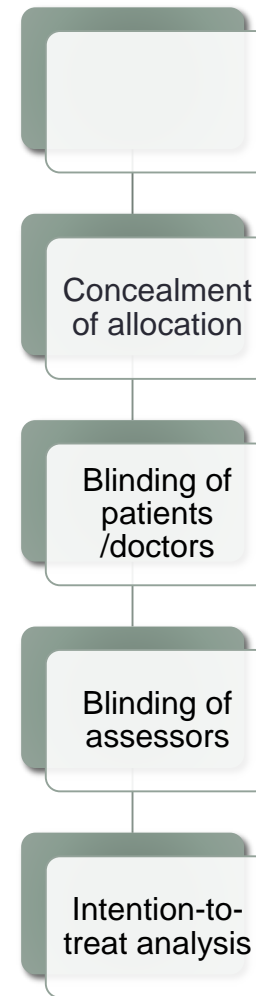 Concealment
of allocation
Blinding of
patients
/doctors
Blinding of
assessors
Intention-to-
treat analysis